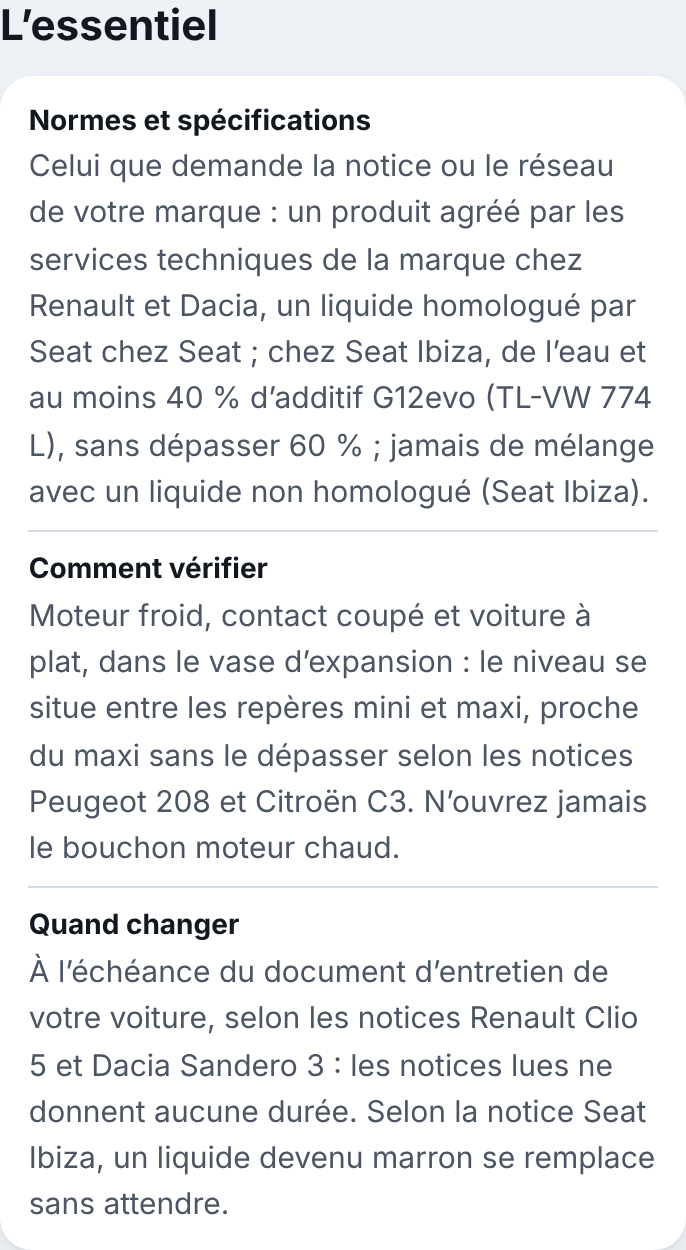 L’essentiel
Normes et spécifications
Celui que demande la notice ou le réseau
de votre marque : un produit agréé par les
services techniques de la marque chez
Renault et Dacia, un liquide homologué par
Seat chez Seat ; chez Seat Ibiza, de l’eau et
au moins 40 % d’additif G12evo (TL-VW 774
L), sans dépasser 60 % ; jamais de mélange
avec un liquide non homologué (Seat Ibiza).
Comment vérifier
Moteur froid, contact coupé et voiture à
plat, dans le vase d’expansion : le niveau se
situe entre les repères mini et maxi, proche
du maxi sans le dépasser selon les notices
Peugeot 208 et Citroën C3. N’ouvrez jamais
le bouchon moteur chaud.
Quand changer
À l’échéance du document d’entretien de
votre voiture, selon les notices Renault Clio
5 et Dacia Sandero 3 : les notices lues ne
donnent aucune durée. Selon la notice Seat
Ibiza, un liquide devenu marron se remplace
sans attendre.